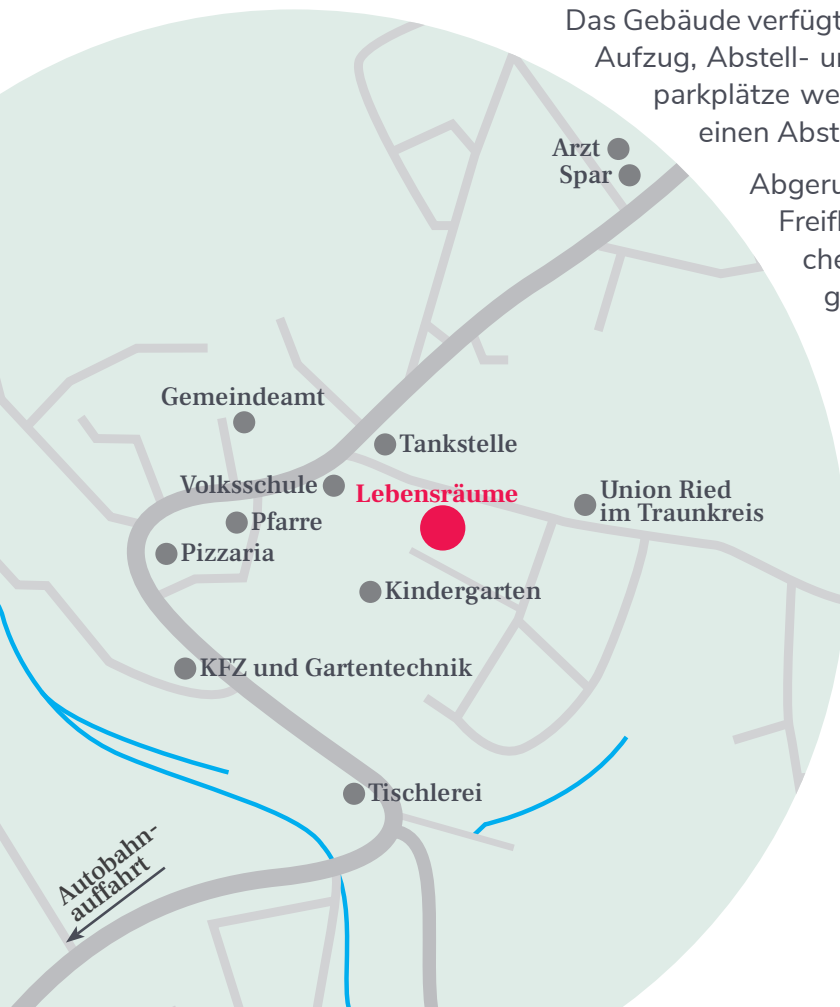 Das Gebäude verfügt
Aufzug, Abstell- u
parkplätze we
einen Abst
Abgeru
Freif
che
g
Arzt
Spar
Gemeindeamt
Tankstelle
Volksschule
Lebensräume
Union Ried
im Traunkreis
Pfarre
Pizzaria
Kindergarten
KFZ und Gartentechnik
Tischlerei
Autobahn-
auffahrt